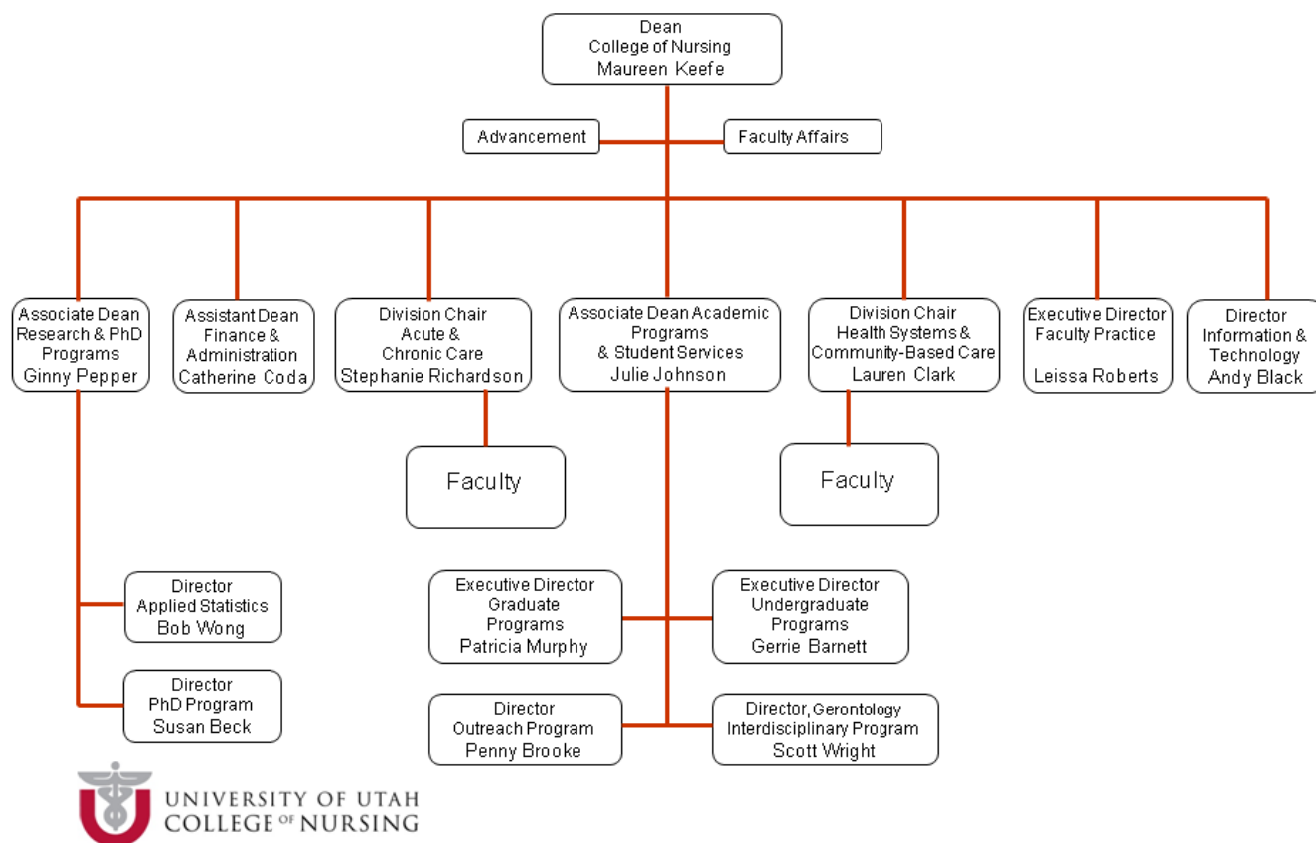 Dean
College of Nursing
Maureen Keefe
Advancement
Faculty Affairs
Associate Dean
Research & PhD
Programs
Ginny Pepper
Assistant Dean
Finance &
Administration
Catherine Coda
Division Chair
Acute &
Chronic Care
Stephanie Richardson
Associate Dean Academic
Programs
& Student Services
Julie Johnson
Division Chair
Health Systems &
Community-Based Care
Lauren Clark
Executive Director
Faculty Practice
Leissa Roberts
Director
Information &
Technology
Andy Black
Faculty
Faculty
Director
Applied Statistics
Bob Wong
Executive Director
Graduate
Programs
Patricia Murphy
Executive Director
Undergraduate
Programs
Gerrie Barnett
Director
PhD Program
Susan Beck
Director
Outreach Program
Penny Brooke
Director, Gerontology
Interdisciplinary Program
Scott Wright
UNIVERSITY OF UTAH
COLLEGE OF NURSING